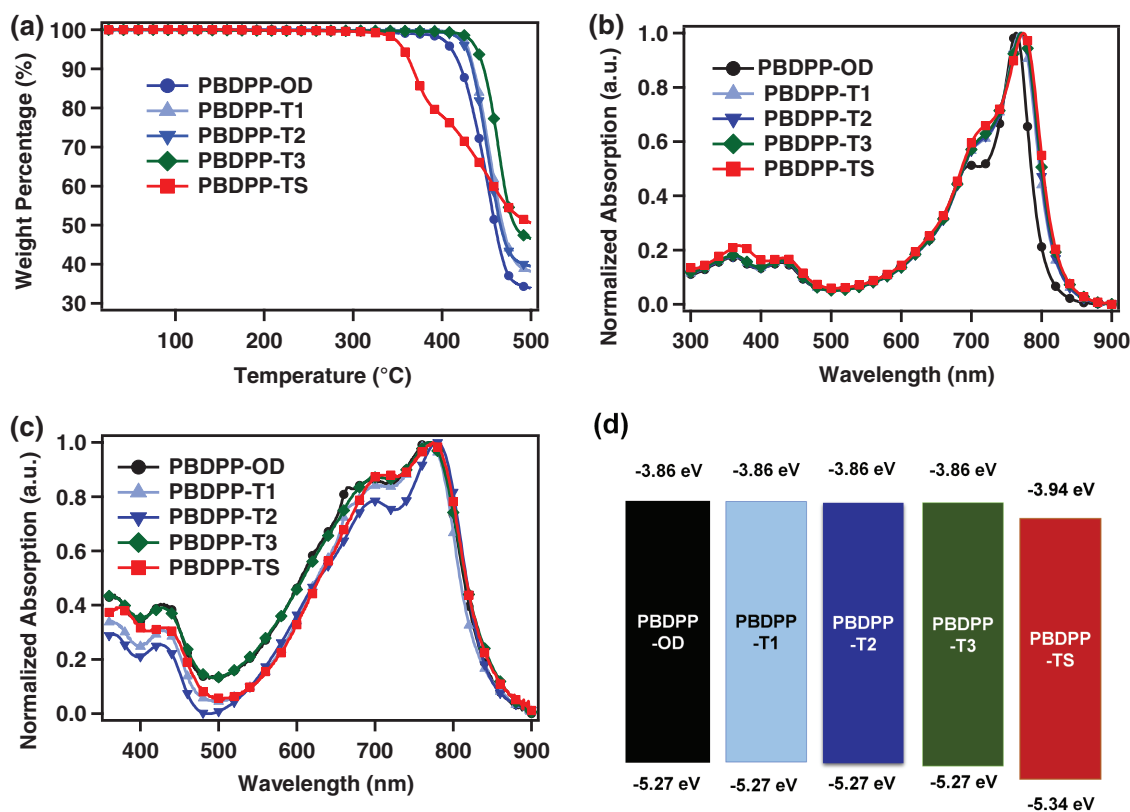 (a)
100
90
80
70
60
50
40
30
Weight Percentage (%)
PBDPP-OD
PBDPP-T1
PBDPP-T2
PBDPP-T3
PBDPP-TS
100
200
300
400
500
Temperature (°C)
(b)
1.0
0.8
0.6
0.4
0.2
0.0
Normalized Absorption (a.u.)
PBDPP-OD
PBDPP-T1
PBDPP-T2
PBDPP-T3
PBDPP-TS
300
400
500
600
700
800
900
Wavelength (nm)
(c)
1.0
0.8
0.6
0.4
0.2
0.0
Normalized Absorption (a.u.)
PBDPP-OD
PBDPP-T1
PBDPP-T2
PBDPP-T3
PBDPP-TS
400
500
600
700
800
900
Wavelength (nm)
(d)
-3.86 eV
-3.86 eV
-3.86 eV
-3.86 eV
-3.94 eV
PBDPP
-OD
PBDPP
-T1
PBDPP
-T2
PBDPP
-T3
PBDPP
-TS
-5.27 eV
-5.27 eV
-5.27 eV
-5.27 eV
-5.34 eV